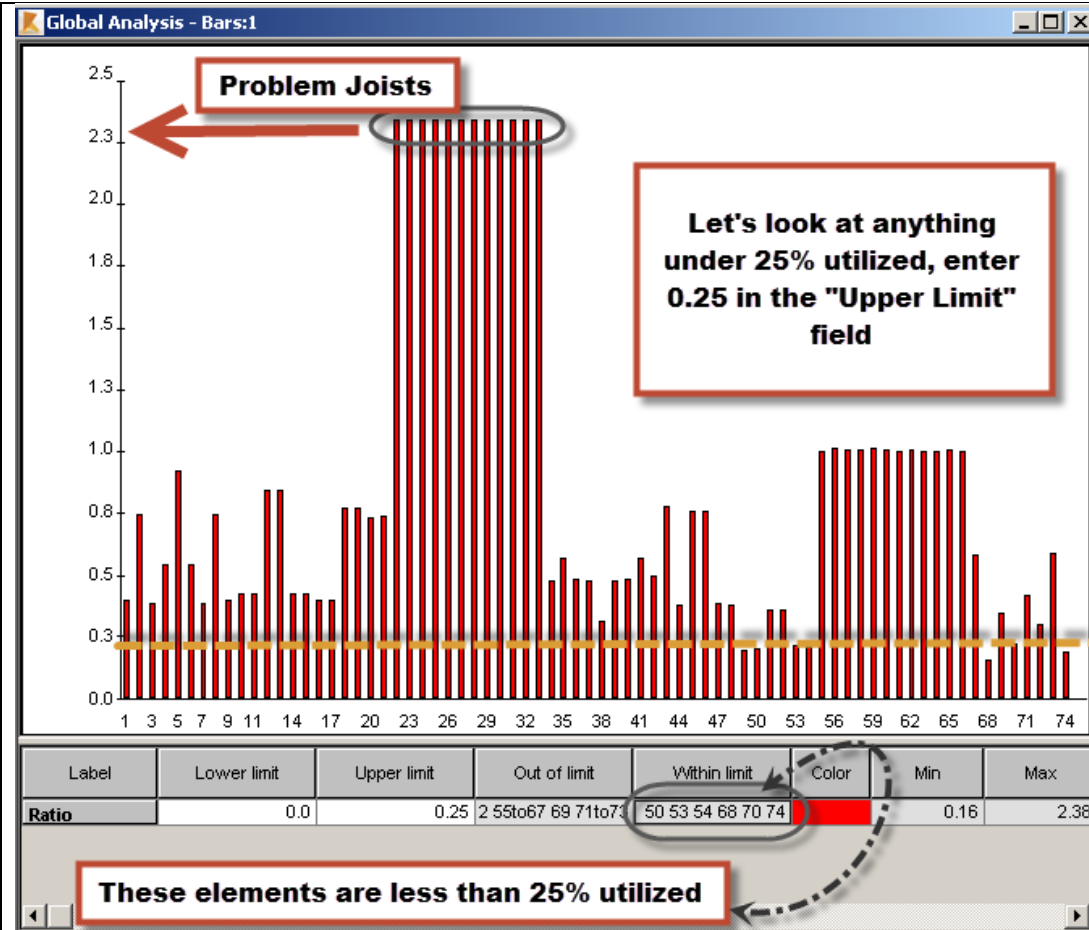 Global Analysis - Bars:1
Problem Joists
2.5
2.3
2.0
1.8
1.5
1.3
1.0
0.8
0.5
0.3
0.0
Let's look at anything
under 25% utilized, enter
0.25 in the "Upper Limit"
field
1 3 5 7 9 11 14 17 20 23 26 29 32 35 38 41 44 47 50 53 56 59 62 65 68 71 74
Label Lower limit Upper limit Out of limit Within limit Color Min Max
Ratio 0.0 0.25 2 55to67 69 71to73 50 53 54 68 70 74 0.16 2.38
These elements are less than 25% utilized